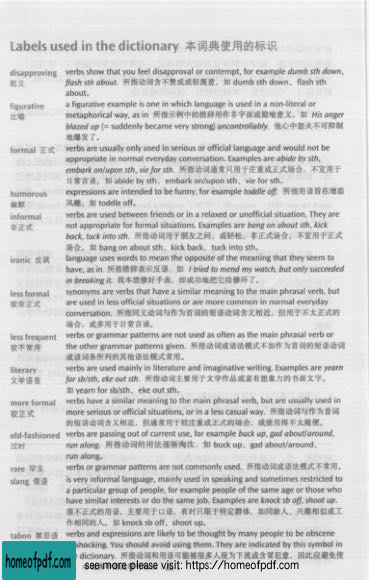 Labels used in the dictionary 本词典使用的标识
disapproving verbs show that you feel disapproval or contempt, for example dumb sth down,
贬义 flash sth about. 所指动词含不赞成或轻蔑意, 如 dumb sth down, flash sth
about。
figurative a figurative example is one in which language is used in a non-literal or
比喻 metaphorical way, as in 所指示例中的措辞用作非字面或隐喻意义, 如 His anger
blazed up (= suddenly became very strong) uncontrollably. 他心中怒火不可抑制
地爆发了。
formal 正式 verbs are usually only used in serious or official language and would not be
appropriate in normal everyday conversation. Examples are abide by sth,
embark on/upon sth, vie for sth. 所指动词通常只用于庄重或正式场合, 不宜用于
日常言谈, 如 abide by sth、embark on/upon sth、vie for sth。
humorous expressions are intended to be funny, for example toddle off. 所指用语旨在增添
幽默 风趣, 如 toddle off。
informal verbs are used between friends or in a relaxed or unofficial situation. They are
非正式 not appropriate for formal situations. Examples are bang on about sth, kick
back, tuck into sth. 所指动词用于朋友之间, 或轻松、非正式场合, 不宜用于正式
场合, 如 bang on about sth、kick back、tuck into sth。
ironic 反讽 language uses words to mean the opposite of the meaning that they seem to
have, as in 所指措辞表示反语, 如 I tried to mend my watch, but only succeeded
in breaking it. 我本想修好手表, 却成功地把它给修坏了。
less formal synonyms are verbs that have a similar meaning to the main phrasal verb, but
较非正式 are used in less official situations or are more common in normal everyday
conversation. 所指同义动词与作为首词的短语动词含义相近, 但用于不太正式的
场合, 或多用于日常言谈。
less frequent verbs or grammar patterns are not used as often as the main phrasal verb or
较不常用 the other grammar patterns given. 所指动词或语法模式不如作为首词的短语动词
或该词条所列的其他语法模式常用。
literary verbs are used mainly in literature and imaginative writing. Examples are yearn
文学语言 for sb/sth, eke out sth. 所指动词主要用于文学作品或富有想象力的书面文字,
如 yearn for sb/sth、eke out sth。
more formal verbs have a similar meaning to the main phrasal verb, but are usually used in
较正式 more serious or official situations, or in a less casual way. 所指动词与作为首词
的短语动词含义相近, 但通常用于较庄重或正式的场合, 或使用得不太随便。
old-fashioned verbs are passing out of current use, for example buck up, gad about/around,
过时 run along. 所指动词的用法逐渐淘汰, 如 buck up、gad about/around、
run along。
rare 罕见 verbs or grammar patterns are not commonly used. 所指动词或语法模式不常用。
slang 俚语 is very informal language, mainly used in speaking and sometimes restricted to
a particular group of people, for example people of the same age or those who
have similar interests or do the same job. Examples are knock sb off, shoot up.
很不正式的用语, 主要用于口语, 有时只限于特定群体, 如同龄人、兴趣相似或工
作相同的人, 如 knock sb off、shoot up。
taboo 禁忌语 verbs and expressions are likely to be thought by many people to be obscene
shocking. You should avoid using them. They are indicated by this symbol in
dictionary. 所指动词和用语可能被很多人视为下流或含冒犯意, 因此应避免使
homeofpdf.com see more please visit: https://homeofpdf.com